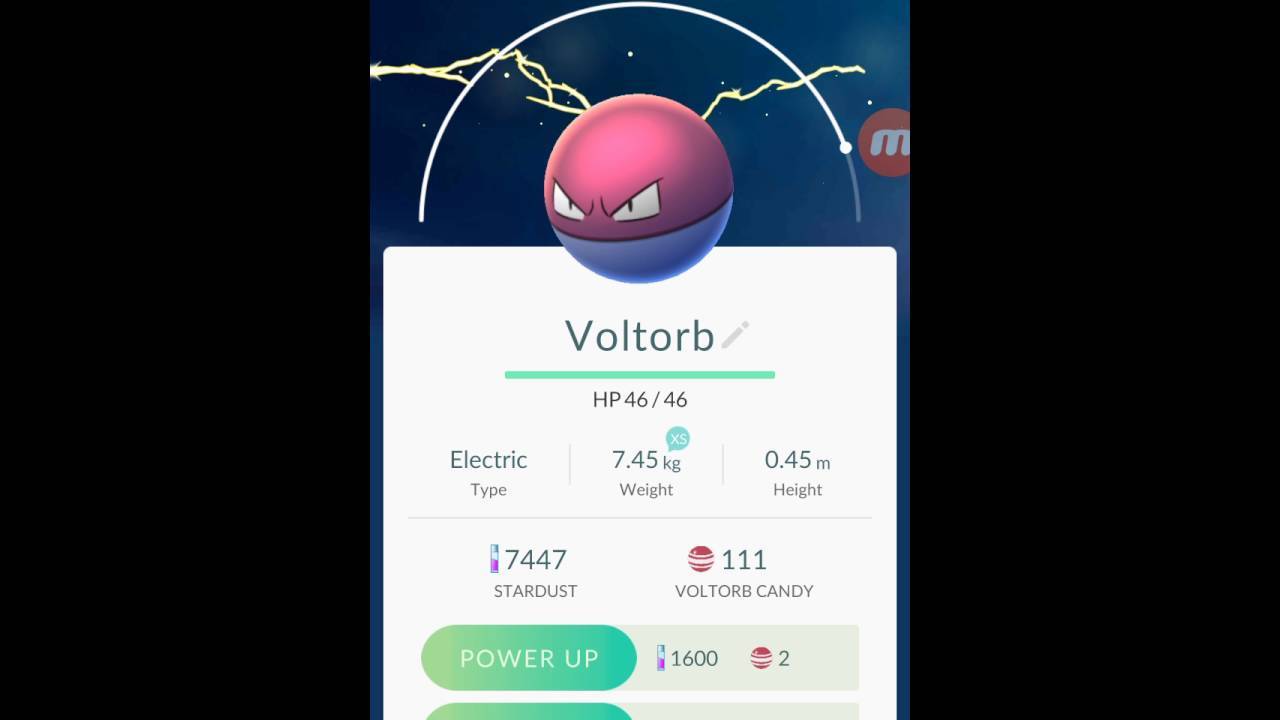 m
Voltorb
HP 46 / 46
XS
Electric 7.45 kg 0.45 m
Type Weight Height
7447 111
STARDUST VOLTORB CANDY
POWER UP 1600 2